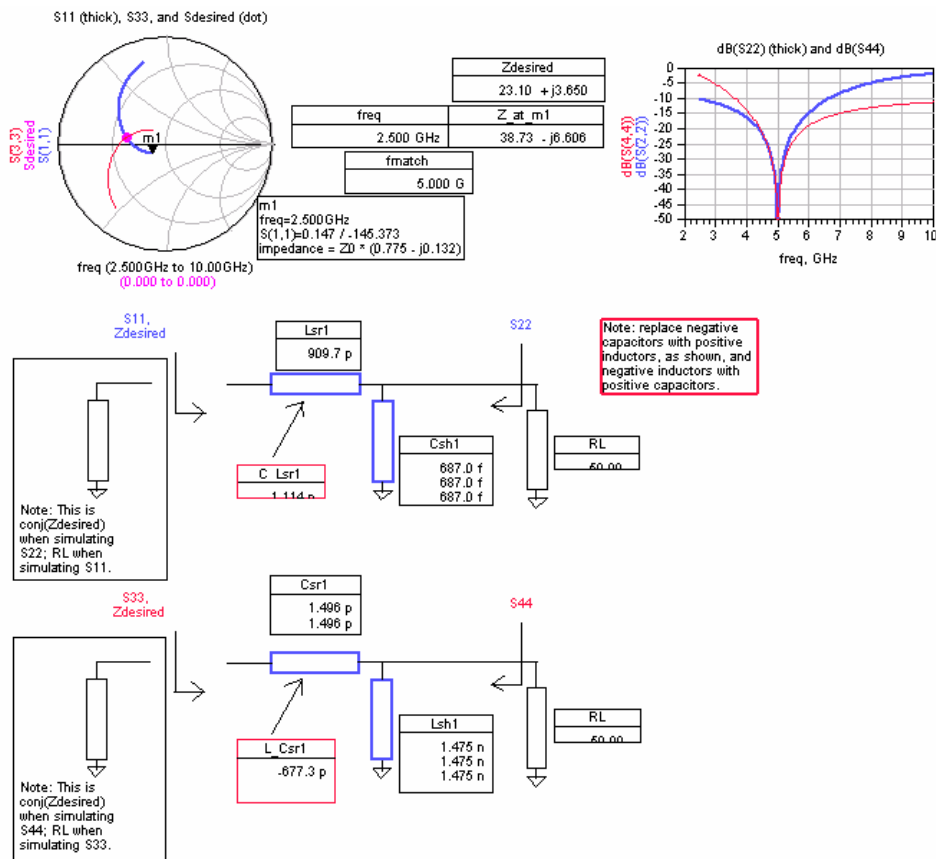 S11 (thick), S33, and Sdesired (dot)
S(3,3)
Sdesired
S(1,1)
m1
freq (2.500GHz to 10.00GHz)
(0.000 to 0.000)
Zdesired
23.10 +j3.650
freq
Z_at_m1
2.500 GHz
38.73 - j6.606
fmatch
5.000 G
m1
freq=2.500GHz
S(1,1)=0.147 / -145.373
impedance = Z0 * (0.775 - j0.132)
dB(S22) (thick) and dB(S44)
dB(S(4,4))
dB(S(2,2))
0
-5
-10
-15
-20
-25
-30
-35
-40
-45
-50
2
3
4
5
6
7
8
9
10
freq, GHz
S11,
Zdesired
Lsr1
909.7 p
S22
Note: replace negative
capacitors with positive
inductors, as shown, and
negative inductors with
positive capacitors.
C_Lsr1
1.114 p
Csh1
687.0 f
687.0 f
687.0 f
RL
50.00
Note: This is
conj(Zdesired)
when simulating
S22; RL when
simulating S11.
S33,
Zdesired
Csr1
1.496 p
1.496 p
S44
L_Csr1
-677.3 p
Lsh1
1.475 n
1.475 n
1.475 n
RL
50.00
Note: This is
conj(Zdesired)
when simulating
S44; RL when
simulating S33.